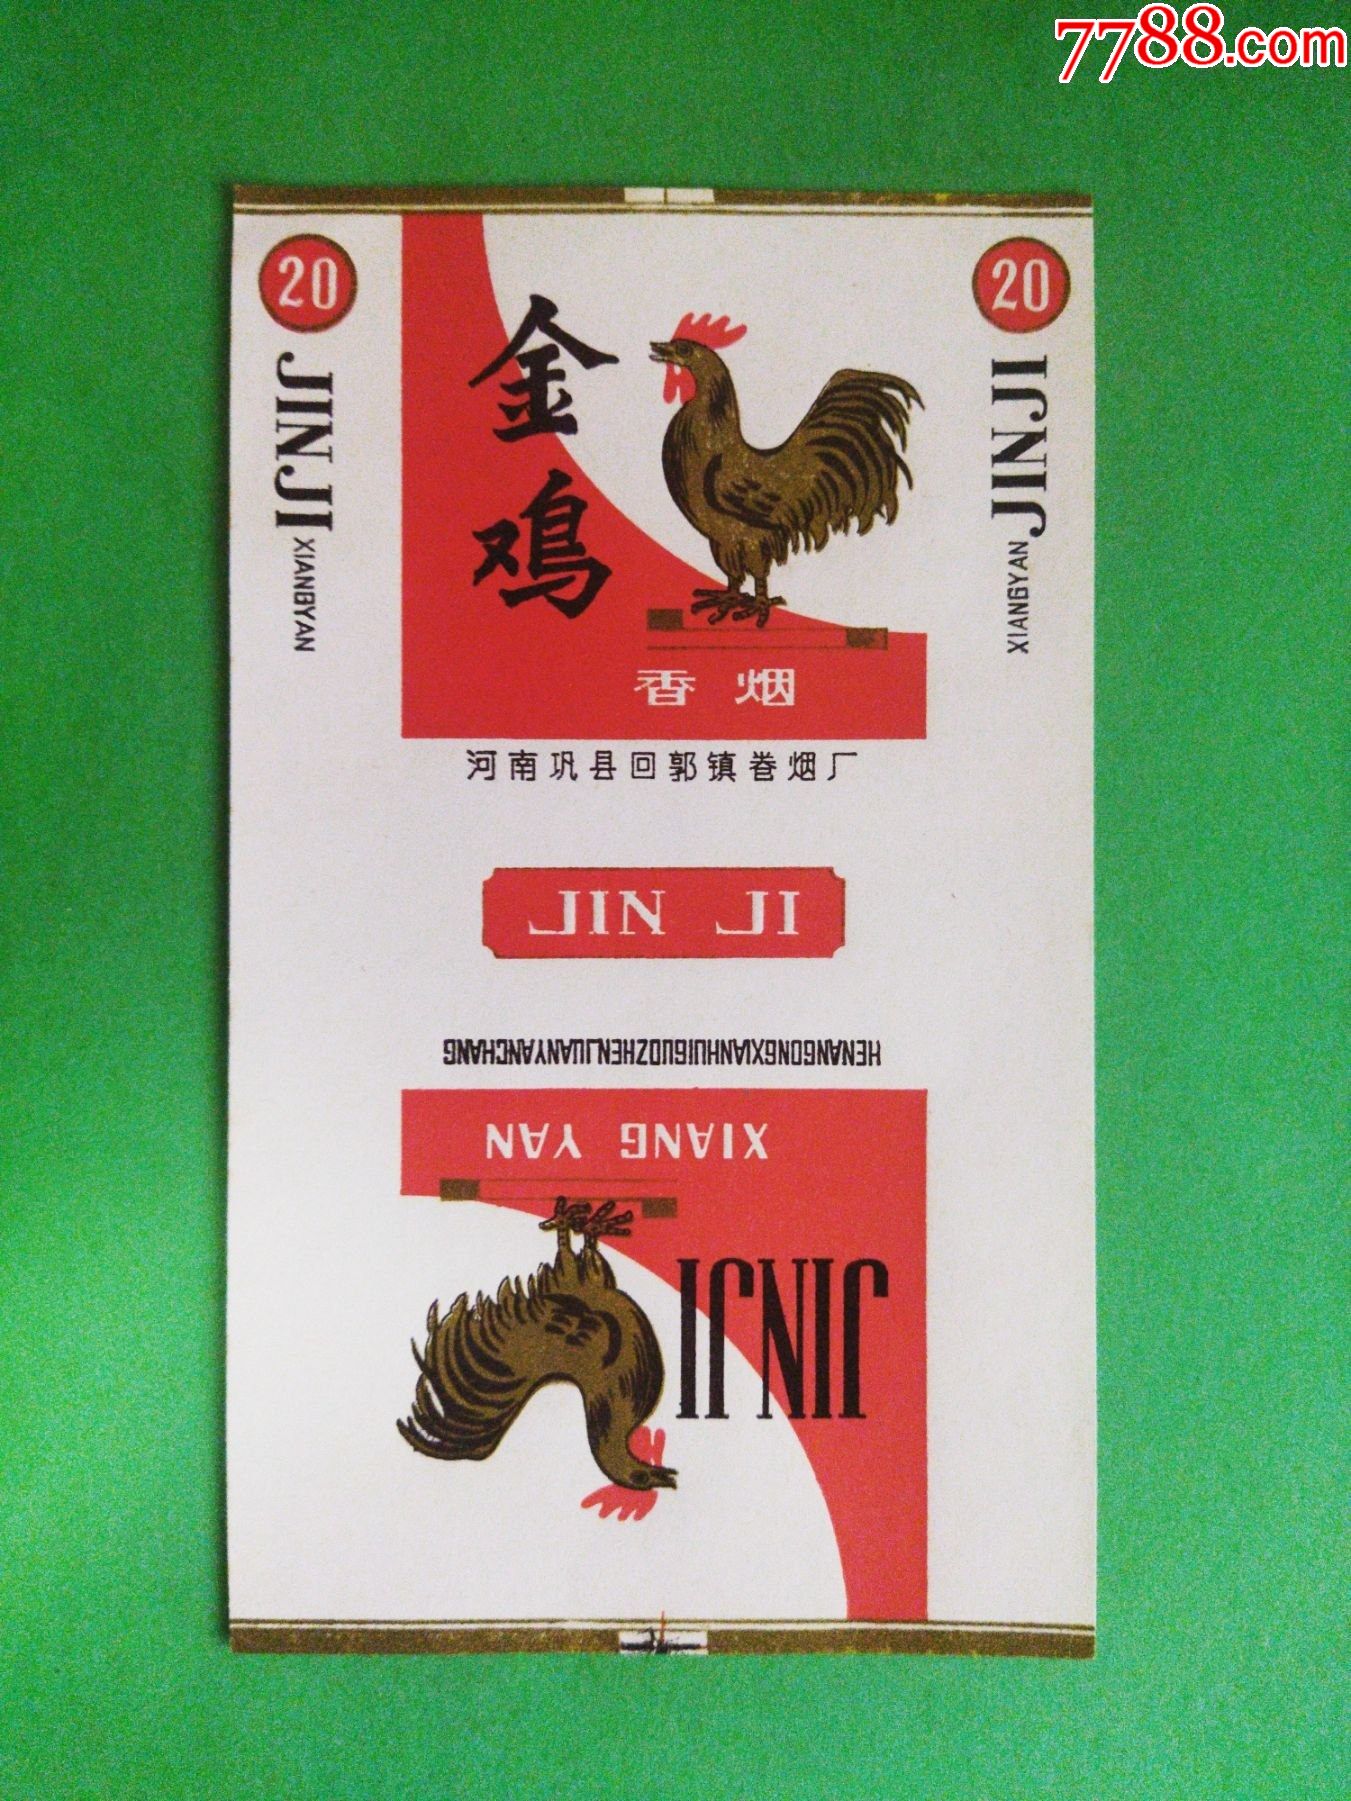 7788.com
20
JINJI
XIANGYAN
金
鸡
香烟
河南巩县回郭镇卷烟厂
20
JINJI
XIANGYAN
JIN JI
HENANGONGXIANHUIGUOZHENJUANYANCHANG
XIANG YAN
JINJI